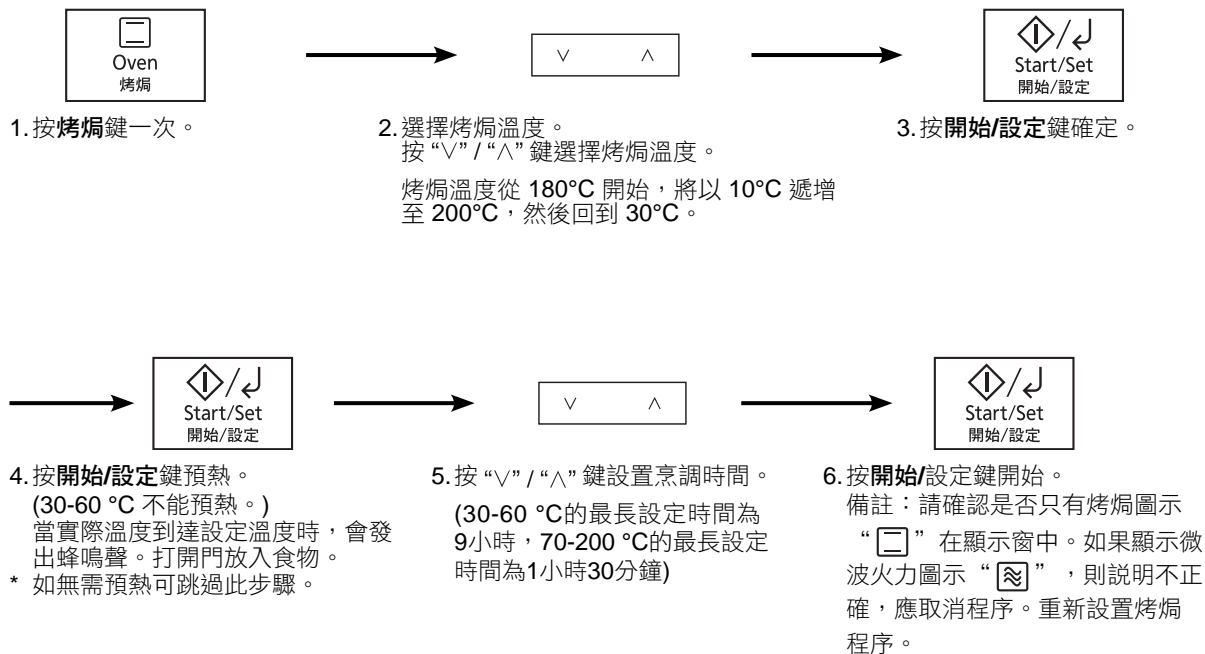 Oven
烤焗
∨ ∧
Start/Set
開始/設定
1. 按烤焗鍵一次。
2. 選擇烤焗溫度。
按 “∨” / “∧” 鍵選擇烤焗溫度。
烤焗溫度從 180°C 開始，將以 10°C 遞增
至 200°C，然後回到 30°C。
3. 按開始/設定鍵確定。
Start/Set
開始/設定
∨ ∧
Start/Set
開始/設定
4. 按開始/設定鍵預熱。
(30-60 °C 不能預熱。)
當實際溫度到達設定溫度時，會發
出蜂鳴聲。打開門放入食物。
* 如無需預熱可跳過此步驟。
5. 按 “∨” / “∧” 鍵設置烹調時間。
(30-60 °C的最長設定時間為
9小時，70-200 °C的最長設定
時間為1小時30分鐘)
6. 按開始/設定鍵開始。
備註：請確認是否只有烤焗圖示
“ ” 在顯示窗中。如果顯示微
波火力圖示 “ ” ，則說明不正
確，應取消程序。重新設置烤焗
程序。